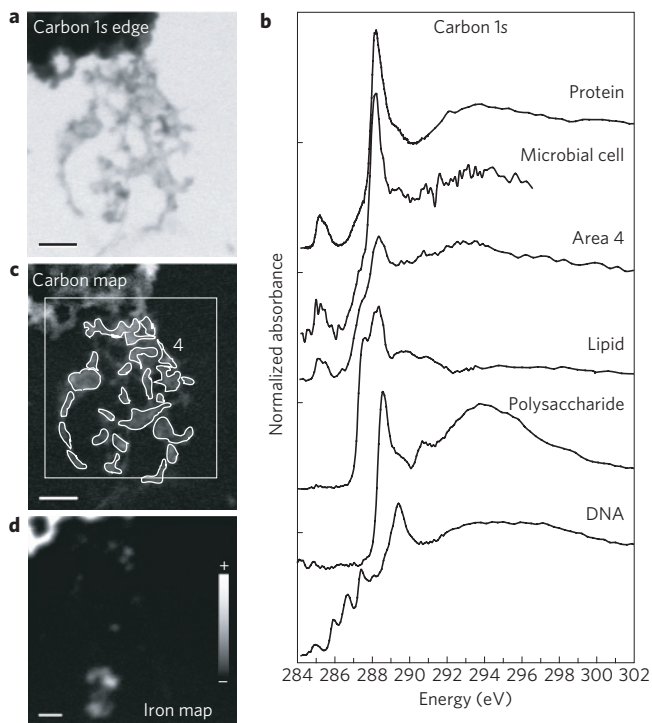 a
Carbon 1s edge
c
Carbon map
4
d
+
−
Iron map
b
Carbon 1s
Protein
Microbial cell
Area 4
Lipid
Polysaccharide
DNA
Normalized absorbance
284 286 288 290 292 294 296 298 300 302
Energy (eV)